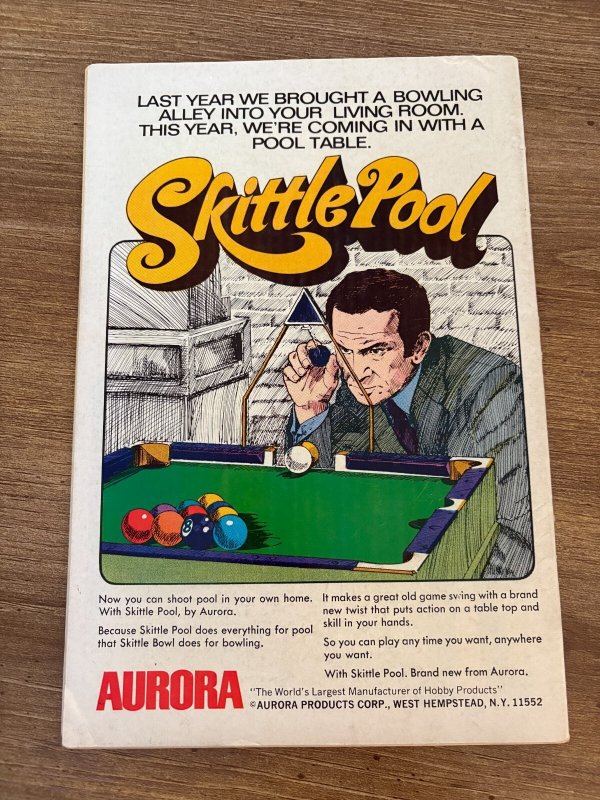 LAST YEAR WE BROUGHT A BOWLING
ALLEY INTO YOUR LIVING ROOM.
THIS YEAR, WE'RE COMING IN WITH A
POOL TABLE.
Skittle Pool
8
Now you can shoot pool in your own home.
With Skittle Pool, by Aurora.
Because Skittle Pool does everything for pool
that Skittle Bowl does for bowling.
It makes a great old game swing with a brand
new twist that puts action on a table top and
skill in your hands.
So you can play any time you want, anywhere
you want.
With Skittle Pool. Brand new from Aurora.
AURORA
"The World's Largest Manufacturer of Hobby Products"
©AURORA PRODUCTS CORP., WEST HEMPSTEAD, N.Y. 11552